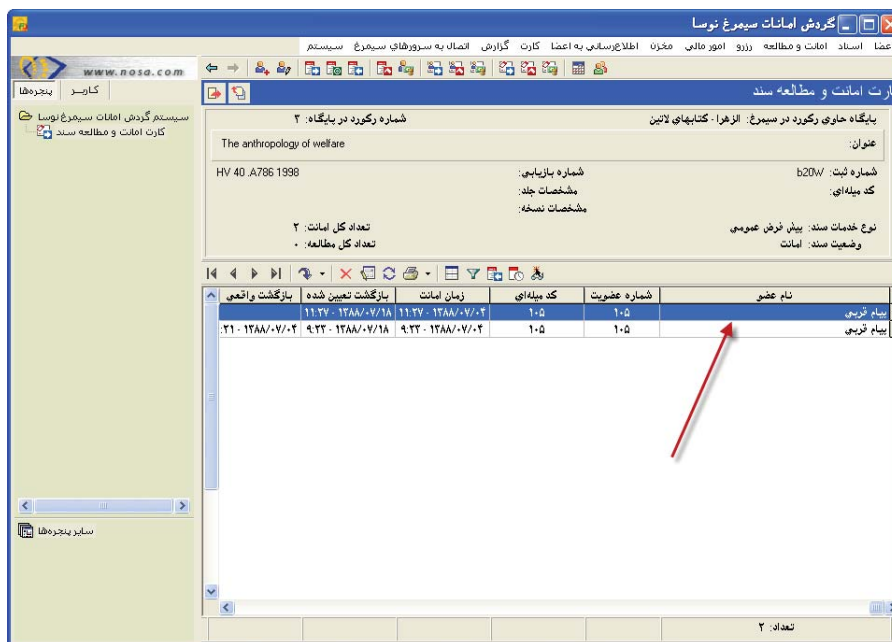 گردش امانات سیمرغ نوسا
اعضا اسناد امانت و مطالعه رزرو امور مالی مخزن اطلاع‌رسانی به اعضا کارت گزارش اتصال به سرورهای سیمرغ سیستم
www.nosa.com
کاربر پنجره‌ها
کارت امانت و مطالعه سند
سیستم گردش امانات سیمرغ نوسا
کارت امانت و مطالعه سند
پایگاه حاوی رکورد در سیمرغ: الزهرا - کتابهای لاتین شماره رکورد در پایگاه: ۲
عنوان:
The anthropology of welfare
شماره ثبت: b20W شماره بازیابی: HV 40 .A786 1998
کد میله‌ای: مشخصات جلد:
مشخصات نسخه:
نوع خدمات سند: پیش فرض عمومی تعداد کل امانت: ۲
وضعیت سند: امانت تعداد کل مطالعه: ۰
نام عضو شماره عضویت کد میله‌ای زمان امانت بازگشت تعیین شده بازگشت واقعی
پیام قربی ۱۰۵ ۱۰۵ ۱۳۸۸/۰۷/۰۴ - ۱۱:۲۷ ۱۳۸۸/۰۷/۱۸ - ۱۱:۲۷
پیام قربی ۱۰۵ ۱۰۵ ۱۳۸۸/۰۷/۰۴ - ۹:۲۳ ۱۳۸۸/۰۷/۱۸ - ۹:۲۳ ۱۳۸۸/۰۷/۰۴ - ۲۱:
سایر پنجره‌ها
تعداد: ۲